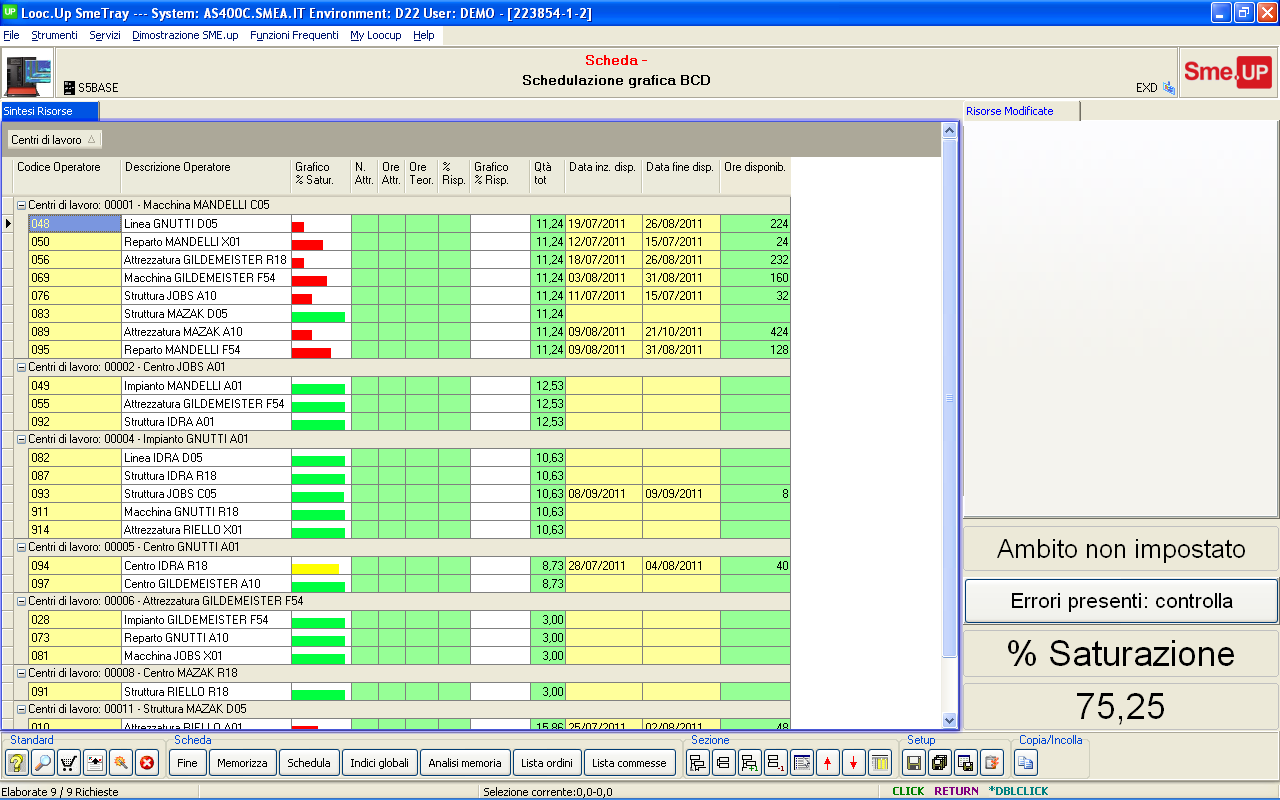 UP Looc.Up SmeTray --- System: AS400C.SMEA.IT Environment: D22 User: DEMO - [223854-1-2]
File Strumenti Servizi Dimostrazione SME.up Funzioni Frequenti My Loocup Help
Scheda -
Schedulazione grafica BCD
S5BASE
EXD
Sme.UP
Sintesi Risorse
Risorse Modificate
Centri di lavoro
Codice Operatore Descrizione Operatore Grafico % Satur. N. Attr. Ore Attr. Ore Teor. % Risp. Grafico % Risp. Qtà tot Data inz. disp. Data fine disp. Ore disponib.
Centri di lavoro: 00001 - Macchina MANDELLI C05
048 Linea GNUTTI D05 11,24 19/07/2011 26/08/2011 224
050 Reparto MANDELLI X01 11,24 12/07/2011 15/07/2011 24
056 Attrezzatura GILDEMEISTER R18 11,24 18/07/2011 26/08/2011 232
069 Macchina GILDEMEISTER F54 11,24 03/08/2011 31/08/2011 160
076 Struttura JOBS A10 11,24 11/07/2011 15/07/2011 32
083 Struttura MAZAK D05 11,24
089 Attrezzatura MAZAK A10 11,24 09/08/2011 21/10/2011 424
095 Reparto MANDELLI F54 11,24 09/08/2011 31/08/2011 128
Centri di lavoro: 00002 - Centro JOBS A01
049 Impianto MANDELLI A01 12,53
055 Attrezzatura GILDEMEISTER F54 12,53
092 Struttura IDRA A01 12,53
Centri di lavoro: 00004 - Impianto GNUTTI A01
082 Linea IDRA D05 10,63
087 Struttura IDRA R18 10,63
093 Struttura JOBS C05 10,63 08/09/2011 09/09/2011 8
911 Macchina GNUTTI R18 10,63
914 Attrezzatura RIELLO X01 10,63
Centri di lavoro: 00005 - Centro GNUTTI A01
094 Centro IDRA R18 8,73 28/07/2011 04/08/2011 40
097 Centro GILDEMEISTER A10 8,73
Centri di lavoro: 00006 - Attrezzatura GILDEMEISTER F54
028 Impianto GILDEMEISTER F54 3,00
073 Reparto GNUTTI A10 3,00
081 Macchina JOBS X01 3,00
Centri di lavoro: 00008 - Centro MAZAK R18
091 Struttura RIELLO R18 3,00
Centri di lavoro: 00011 - Struttura MAZAK D05
010 Attrezzatura RIELLO A01 15,86 25/07/2011 02/08/2011 48
Ambito non impostato
Errori presenti: controlla
% Saturazione
75,25
Standard Scheda Sezione Setup Copia/Incolla
Fine Memorizza Schedula Indici globali Analisi memoria Lista ordini Lista commesse
Elaborate 9 / 9 Richieste Selezione corrente:0,0-0,0 CLICK RETURN *DBLCLICK